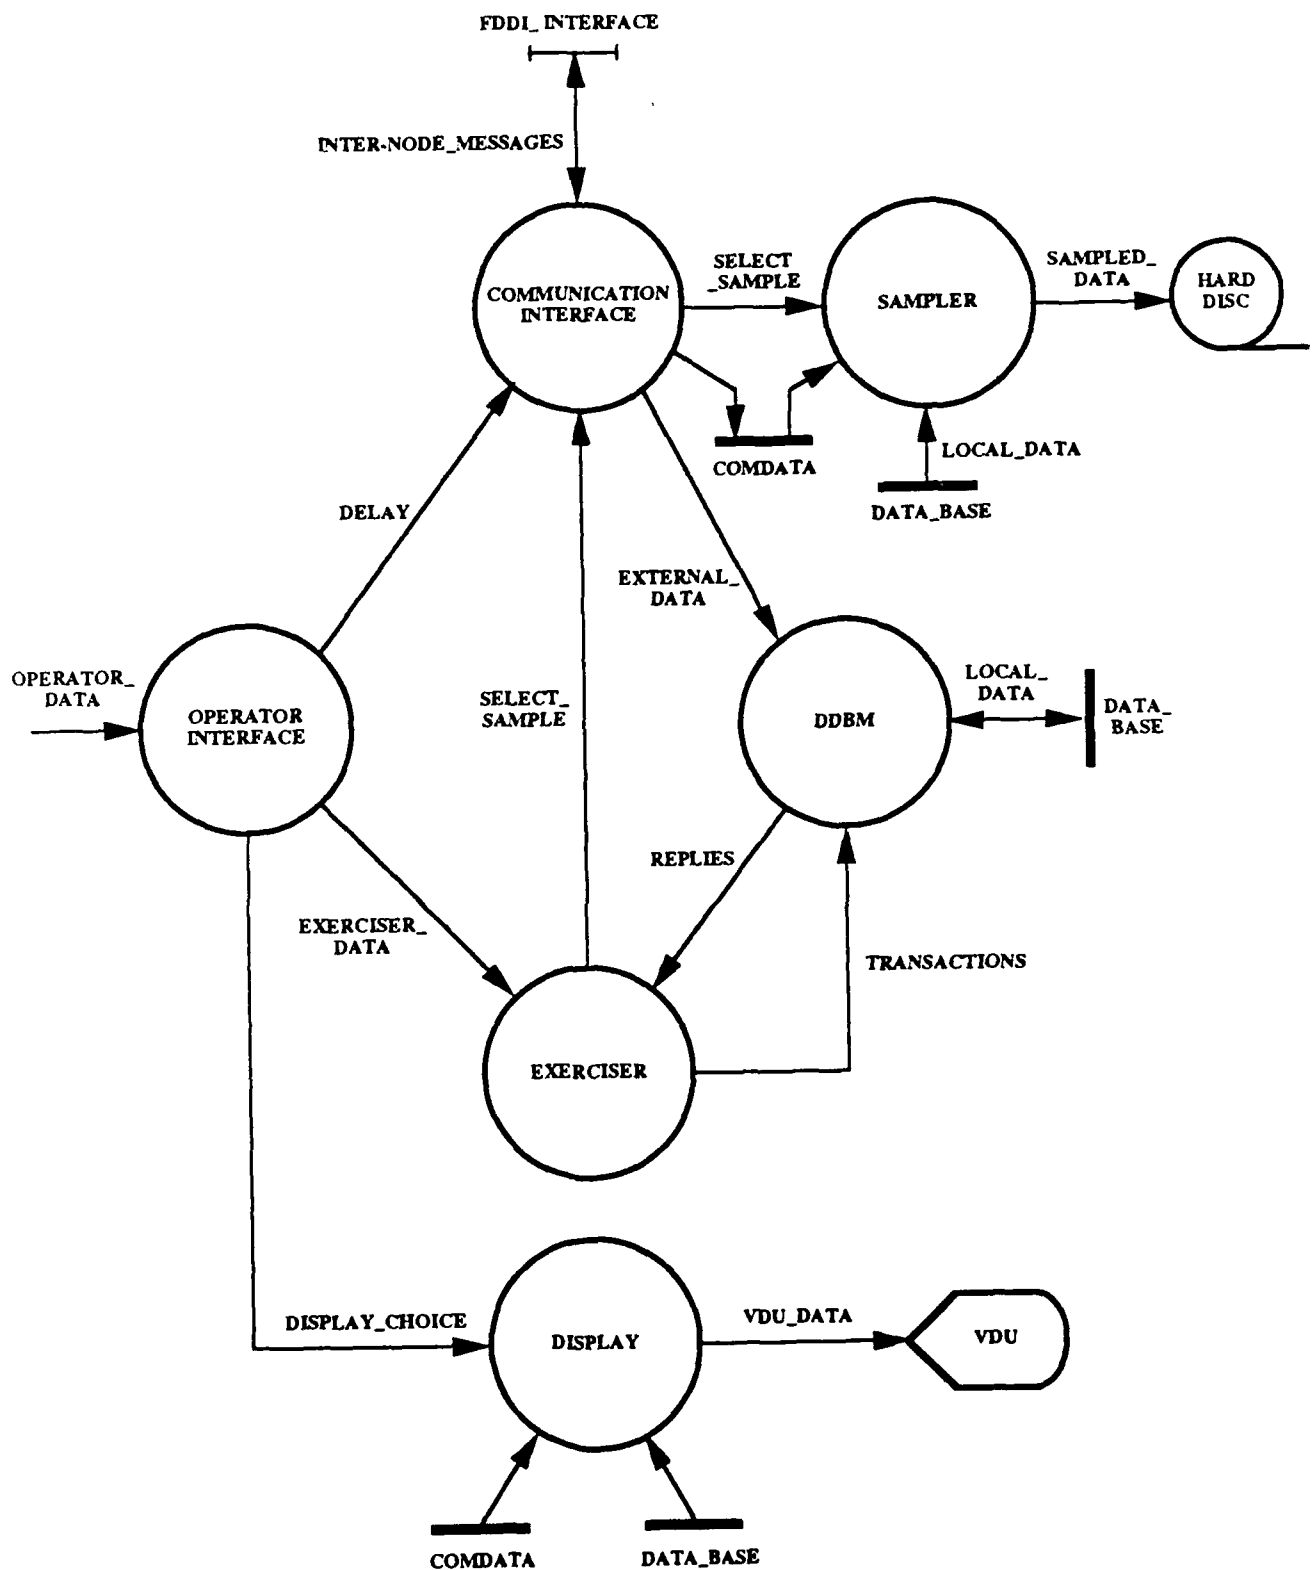 FDDI_INTERFACE
INTER-NODE_MESSAGES
COMMUNICATION
INTERFACE
SELECT
_SAMPLE
SAMPLER
SAMPLED_
DATA
HARD
DISC
COMDATA
LOCAL_DATA
DATA_BASE
DELAY
EXTERNAL_
DATA
OPERATOR_
DATA
OPERATOR
INTERFACE
SELECT_
SAMPLE
DDBM
LOCAL_
DATA
DATA_
BASE
REPLIES
EXERCISER_
DATA
TRANSACTIONS
EXERCISER
DISPLAY_CHOICE
DISPLAY
VDU_DATA
VDU
COMDATA
DATA_BASE